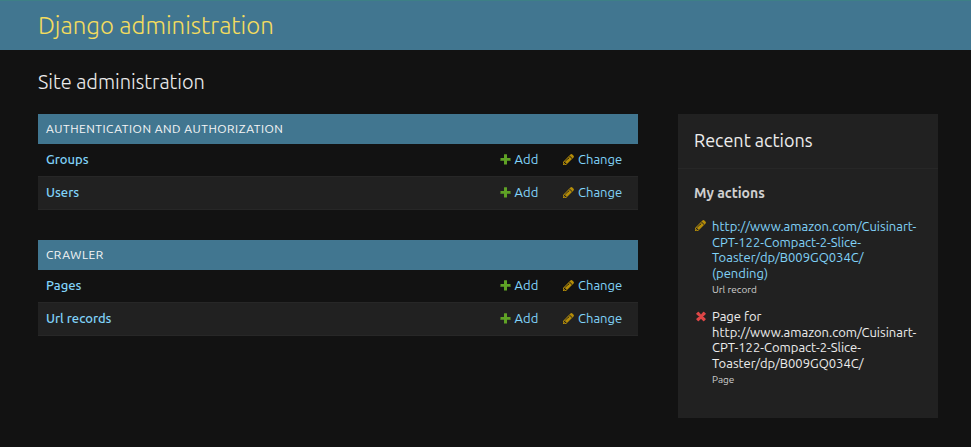 Django administration
Site administration
AUTHENTICATION AND AUTHORIZATION
Groups Add Change
Users Add Change
CRAWLER
Pages Add Change
Url records Add Change
Recent actions
My actions
http://www.amazon.com/Cuisinart-
CPT-122-Compact-2-Slice-
Toaster/dp/B009GQ034C/
(pending)
Url record
Page for
http://www.amazon.com/Cuisinart-
CPT-122-Compact-2-Slice-
Toaster/dp/B009GQ034C/
Page